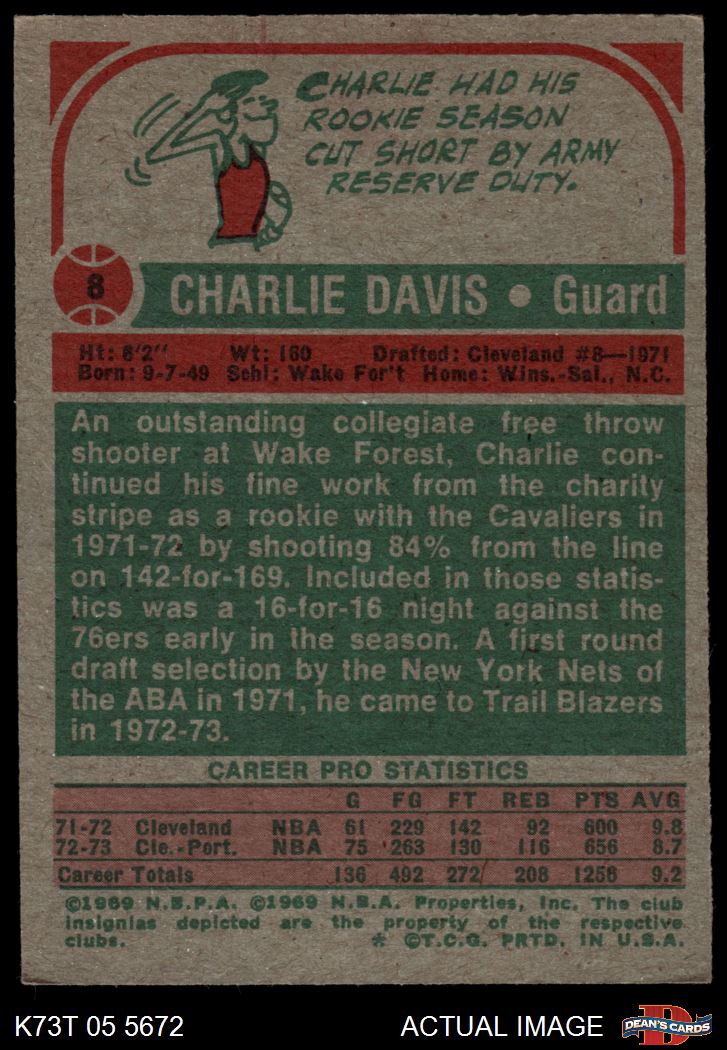 CHARLIE HAD HIS
ROOKIE SEASON
CUT SHORT BY ARMY
RESERVE DUTY.
8
CHARLIE DAVIS • Guard
Ht: 6'2" Wt: 160 Drafted: Cleveland #8—1971
Born: 9-7-49 Schl: Wake For't Home: Wins.-Sal., N.C.
An outstanding collegiate free throw
shooter at Wake Forest, Charlie con-
tinued his fine work from the charity
stripe as a rookie with the Cavaliers in
1971-72 by shooting 84% from the line
on 142-for-169. Included in those statis-
tics was a 16-for-16 night against the
76ers early in the season. A first round
draft selection by the New York Nets of
the ABA in 1971, he came to Trail Blazers
in 1972-73.
CAREER PRO STATISTICS
G FG FT REB PTS AVG
71-72 Cleveland NBA 61 229 142 92 600 9.8
72-73 Cle.-Port. NBA 75 263 130 116 656 8.7
Career Totals 136 492 272 208 1256 9.2
©1969 N.B.P.A. ©1969 N.B.A. Properties, Inc. The club
insignias depicted are the property of the respective
clubs. * ©T.C.G. PRTD. IN U.S.A.
K73T 05 5672 ACTUAL IMAGE D DEAN'S CARDS